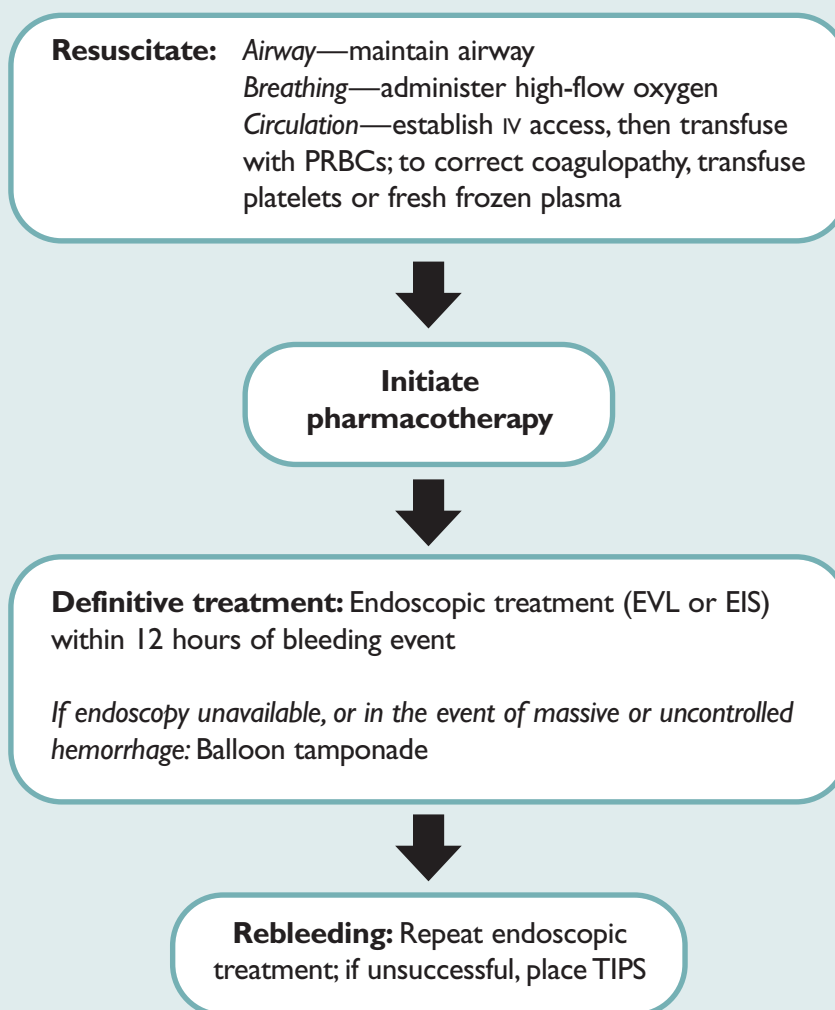 Resuscitate: Airway—maintain airway
Breathing—administer high-flow oxygen
Circulation—establish IV access, then transfuse
with PRBCs; to correct coagulopathy, transfuse
platelets or fresh frozen plasma
Initiate
pharmacotherapy
Definitive treatment: Endoscopic treatment (EVL or EIS)
within 12 hours of bleeding event
If endoscopy unavailable, or in the event of massive or uncontrolled
hemorrhage: Balloon tamponade
Rebleeding: Repeat endoscopic
treatment; if unsuccessful, place TIPS